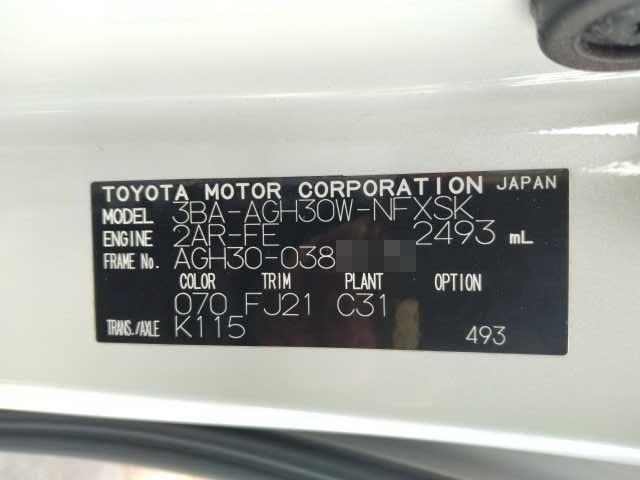 TOYOTA MOTOR CORPORATION JAPAN
MODEL 3BA-AGH30W-NFXSK
ENGINE 2AR-FE 2493 mL
FRAME No. AGH30-038
COLOR TRIM PLANT OPTION
070 FJ21 C31
TRANS./AXLE K115 493